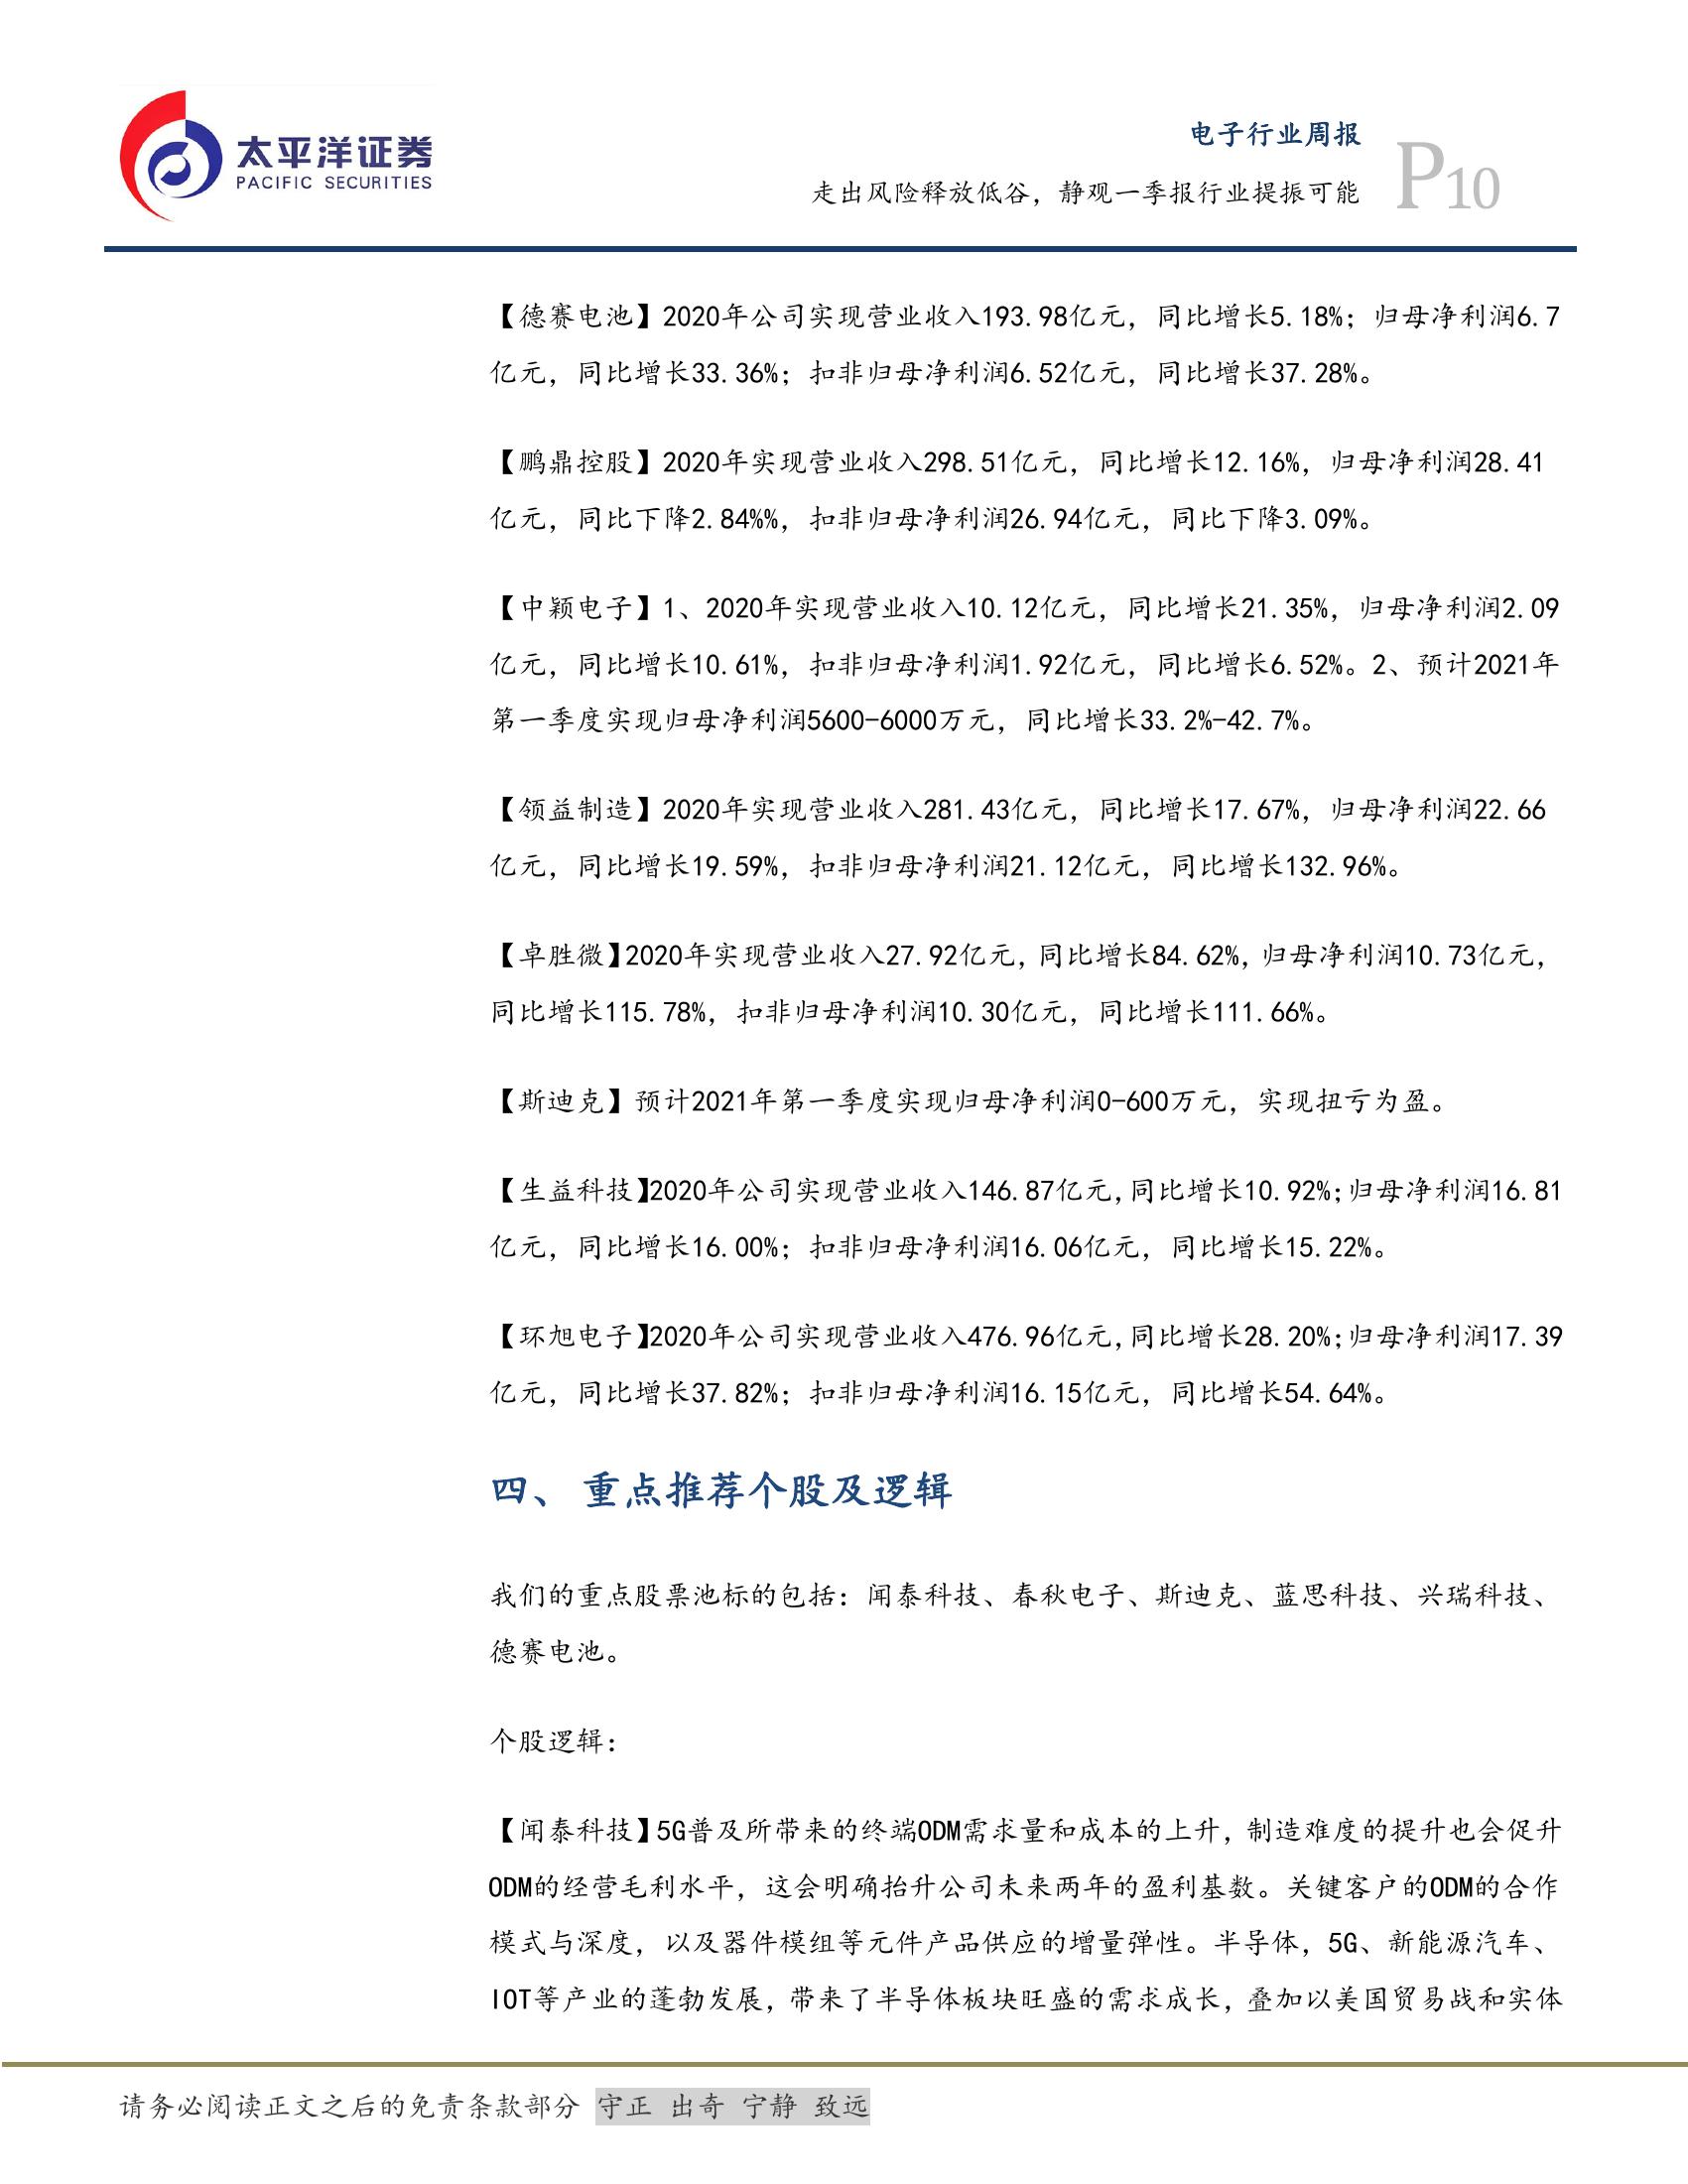 太平洋证券
PACIFIC SECURITIES
电子行业周报
走出风险释放低谷，静观一季报行业提振可能
P10
【德赛电池】2020年公司实现营业收入193.98亿元，同比增长5.18%；归母净利润6.7
亿元，同比增长33.36%；扣非归母净利润6.52亿元，同比增长37.28%。
【鹏鼎控股】2020年实现营业收入298.51亿元，同比增长12.16%，归母净利润28.41
亿元，同比下降2.84%%，扣非归母净利润26.94亿元，同比下降3.09%。
【中颖电子】1、2020年实现营业收入10.12亿元，同比增长21.35%，归母净利润2.09
亿元，同比增长10.61%，扣非归母净利润1.92亿元，同比增长6.52%。2、预计2021年
第一季度实现归母净利润5600-6000万元，同比增长33.2%-42.7%。
【领益制造】2020年实现营业收入281.43亿元，同比增长17.67%，归母净利润22.66
亿元，同比增长19.59%，扣非归母净利润21.12亿元，同比增长132.96%。
【卓胜微】2020年实现营业收入27.92亿元，同比增长84.62%，归母净利润10.73亿元，
同比增长115.78%，扣非归母净利润10.30亿元，同比增长111.66%。
【斯迪克】预计2021年第一季度实现归母净利润0-600万元，实现扭亏为盈。
【生益科技】2020年公司实现营业收入146.87亿元，同比增长10.92%；归母净利润16.81
亿元，同比增长16.00%；扣非归母净利润16.06亿元，同比增长15.22%。
【环旭电子】2020年公司实现营业收入476.96亿元，同比增长28.20%；归母净利润17.39
亿元，同比增长37.82%；扣非归母净利润16.15亿元，同比增长54.64%。
四、 重点推荐个股及逻辑
我们的重点股票池标的包括：闻泰科技、春秋电子、斯迪克、蓝思科技、兴瑞科技、
德赛电池。
个股逻辑：
【闻泰科技】5G普及所带来的终端ODM需求量和成本的上升，制造难度的提升也会促升
ODM的经营毛利水平，这会明确抬升公司未来两年的盈利基数。关键客户的ODM的合作
模式与深度，以及器件模组等元件产品供应的增量弹性。半导体，5G、新能源汽车、
IOT等产业的蓬勃发展，带来了半导体板块旺盛的需求成长，叠加以美国贸易战和实体
请务必阅读正文之后的免责条款部分 守正 出奇 宁静 致远